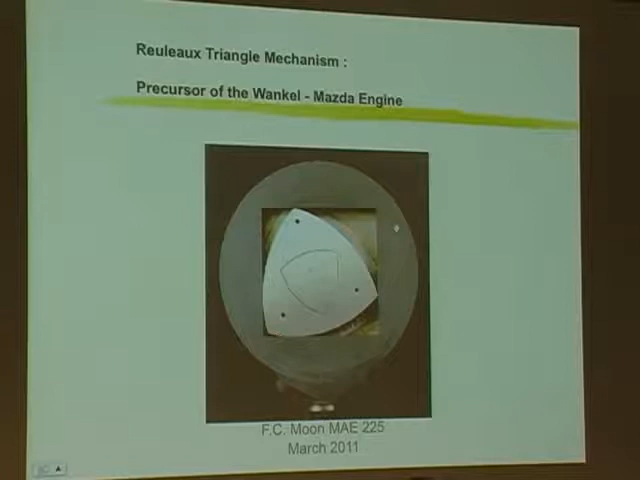 Reuleaux Triangle Mechanism :
Precursor of the Wankel - Mazda Engine
F.C. Moon MAE 225
March 2011